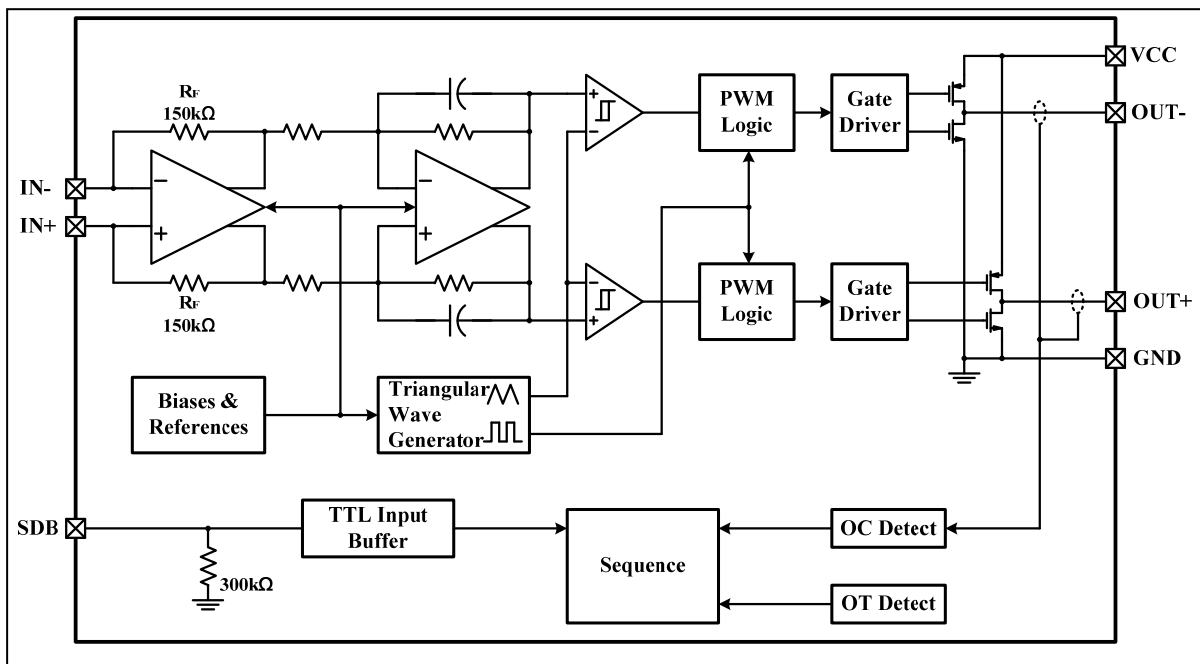 VCC
RF
150kΩ
PWM
Logic
Gate
Driver
OUT-
IN-
IN+
RF
150kΩ
PWM
Logic
Gate
Driver
OUT+
GND
Biases &
References
Triangular
Wave
Generator
SDB
TTL Input
Buffer
OC Detect
Sequence
300kΩ
OT Detect